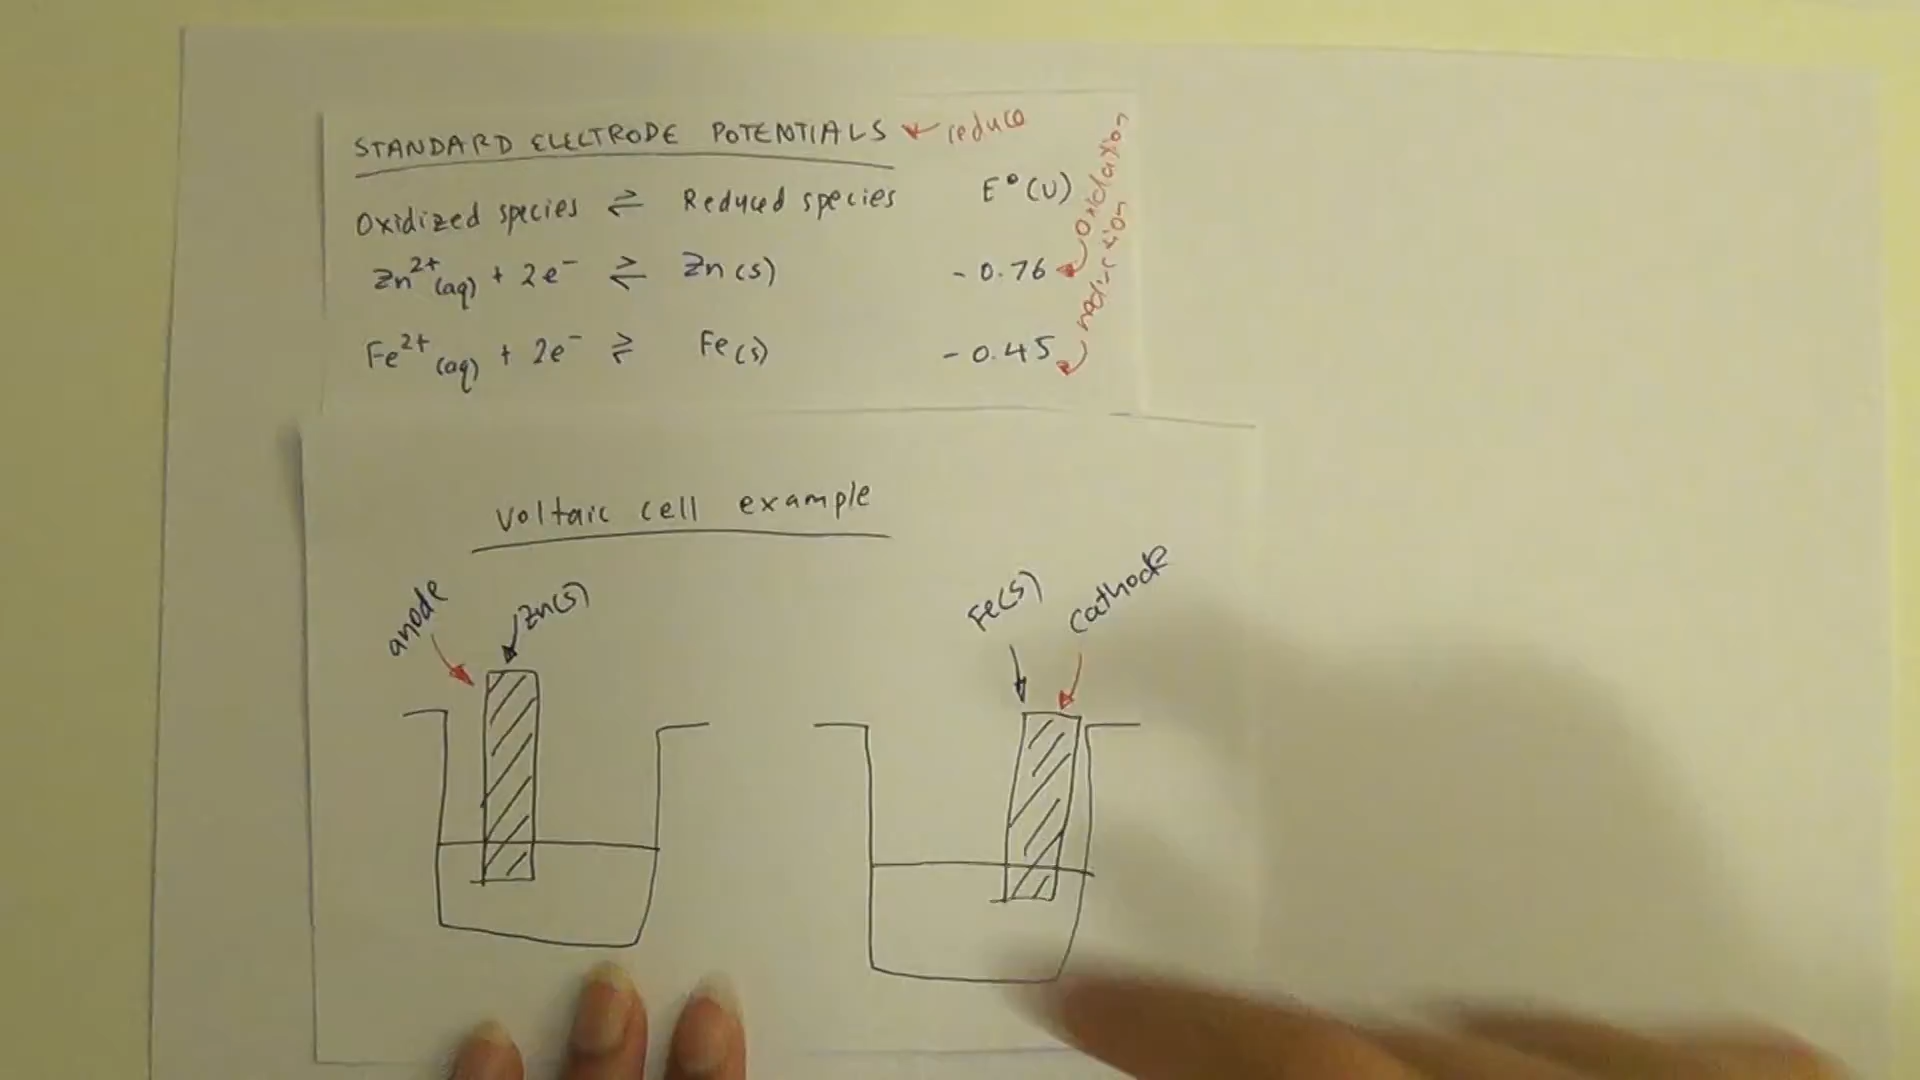 STANDARD ELECTRODE POTENTIALS reduce
Oxidized species ⇌ Reduced species E°(V)
Zn²⁺(aq) + 2e⁻ ⇌ Zn(s) -0.76 oxidation
Fe²⁺(aq) + 2e⁻ ⇌ Fe(s) -0.45 reduction
Voltaic cell example
anode Zn(s) Fe(s) cathode